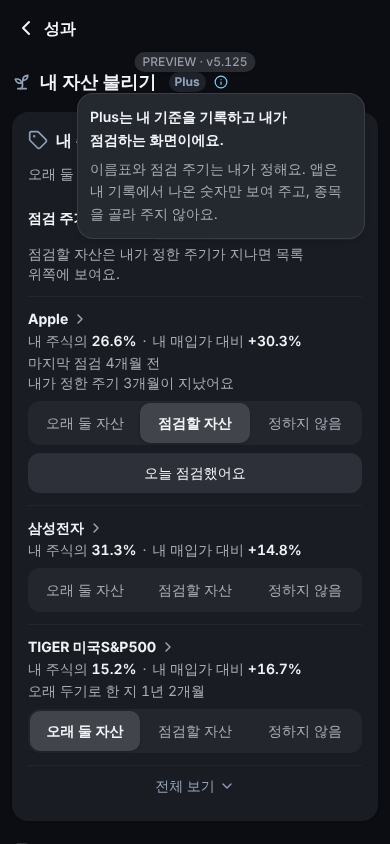 성과
PREVIEW · v5.125
내 자산 불리기 Plus
Plus는 내 기준을 기록하고 내가
점검하는 화면이에요.
이름표와 점검 주기는 내가 정해요. 앱은
내 기록에서 나온 숫자만 보여 주고, 종목
을 골라 주지 않아요.
내
오래 둘
점검 주기
점검할 자산은 내가 정한 주기가 지나면 목록
위쪽에 보여요.
Apple
내 주식의 26.6% · 내 매입가 대비 +30.3%
마지막 점검 4개월 전
내가 정한 주기 3개월이 지났어요
오래 둘 자산 점검할 자산 정하지 않음
오늘 점검했어요
삼성전자
내 주식의 31.3% · 내 매입가 대비 +14.8%
오래 둘 자산 점검할 자산 정하지 않음
TIGER 미국S&P500
내 주식의 15.2% · 내 매입가 대비 +16.7%
오래 두기로 한 지 1년 2개월
오래 둘 자산 점검할 자산 정하지 않음
전체 보기